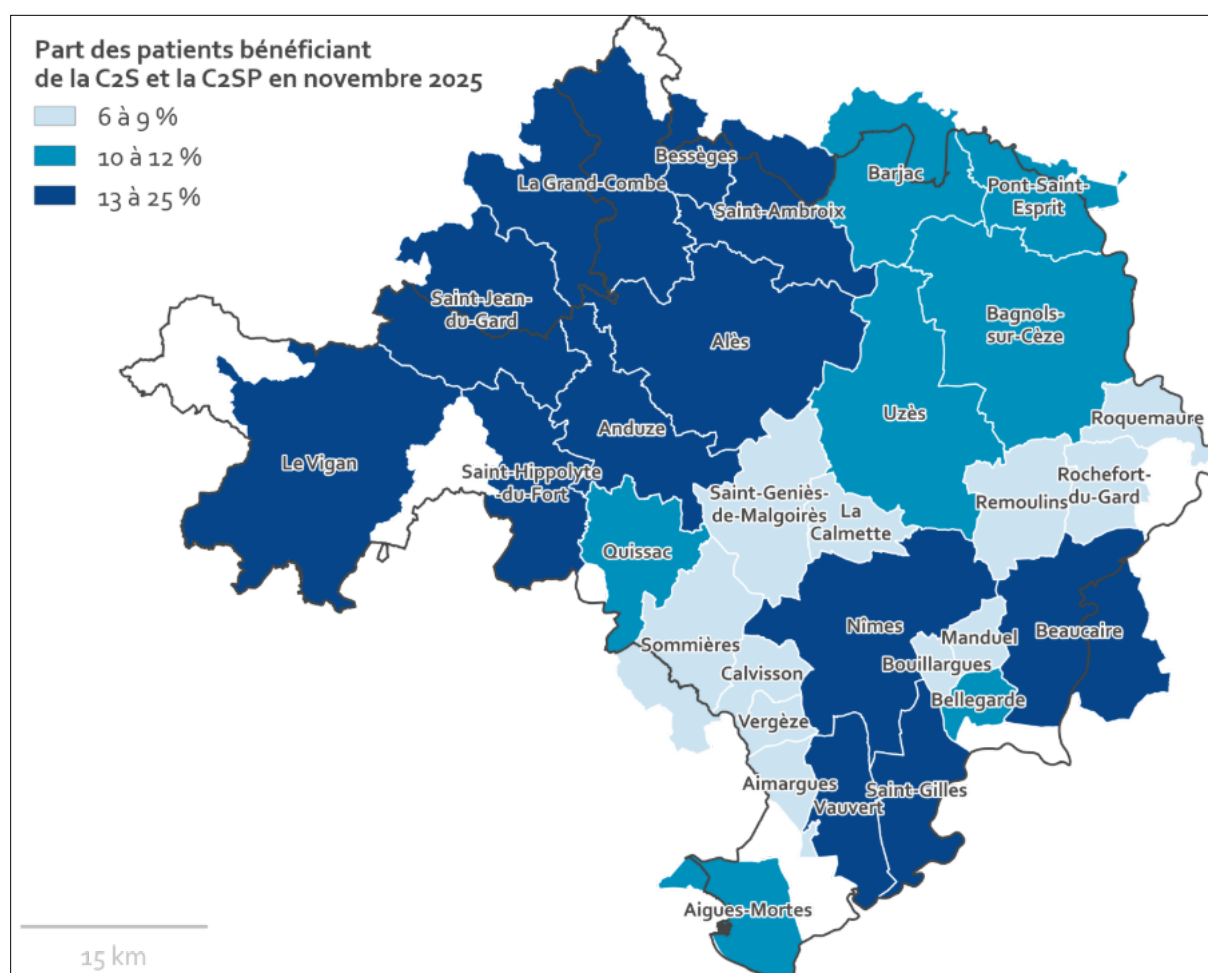 Part des patients bénéficiant
de la C2S et la C2SP en novembre 2025
6 à 9 %
10 à 12 %
13 à 25 %
Bessèges
La Grand-Combe
Barjac
Pont-Saint-
Esprit
Saint-Ambroix
Saint-Jean-
du-Gard
Bagnols-
sur-Cèze
Alès
Uzès
Roquemaure
Anduze
Le Vigan
Saint-Hippolyte
-du-Fort
Rochefort-
du-Gard
Saint-Geniès-
de-Malgoirès
Remoulins
La
Calmette
Quissac
Nîmes
Manduel
Beaucaire
Sommières
Bouillargues
Calvisson
Bellegarde
Vergèze
Aimargues
Saint-Gilles
Vauvert
Aigues-Mortes
15 km